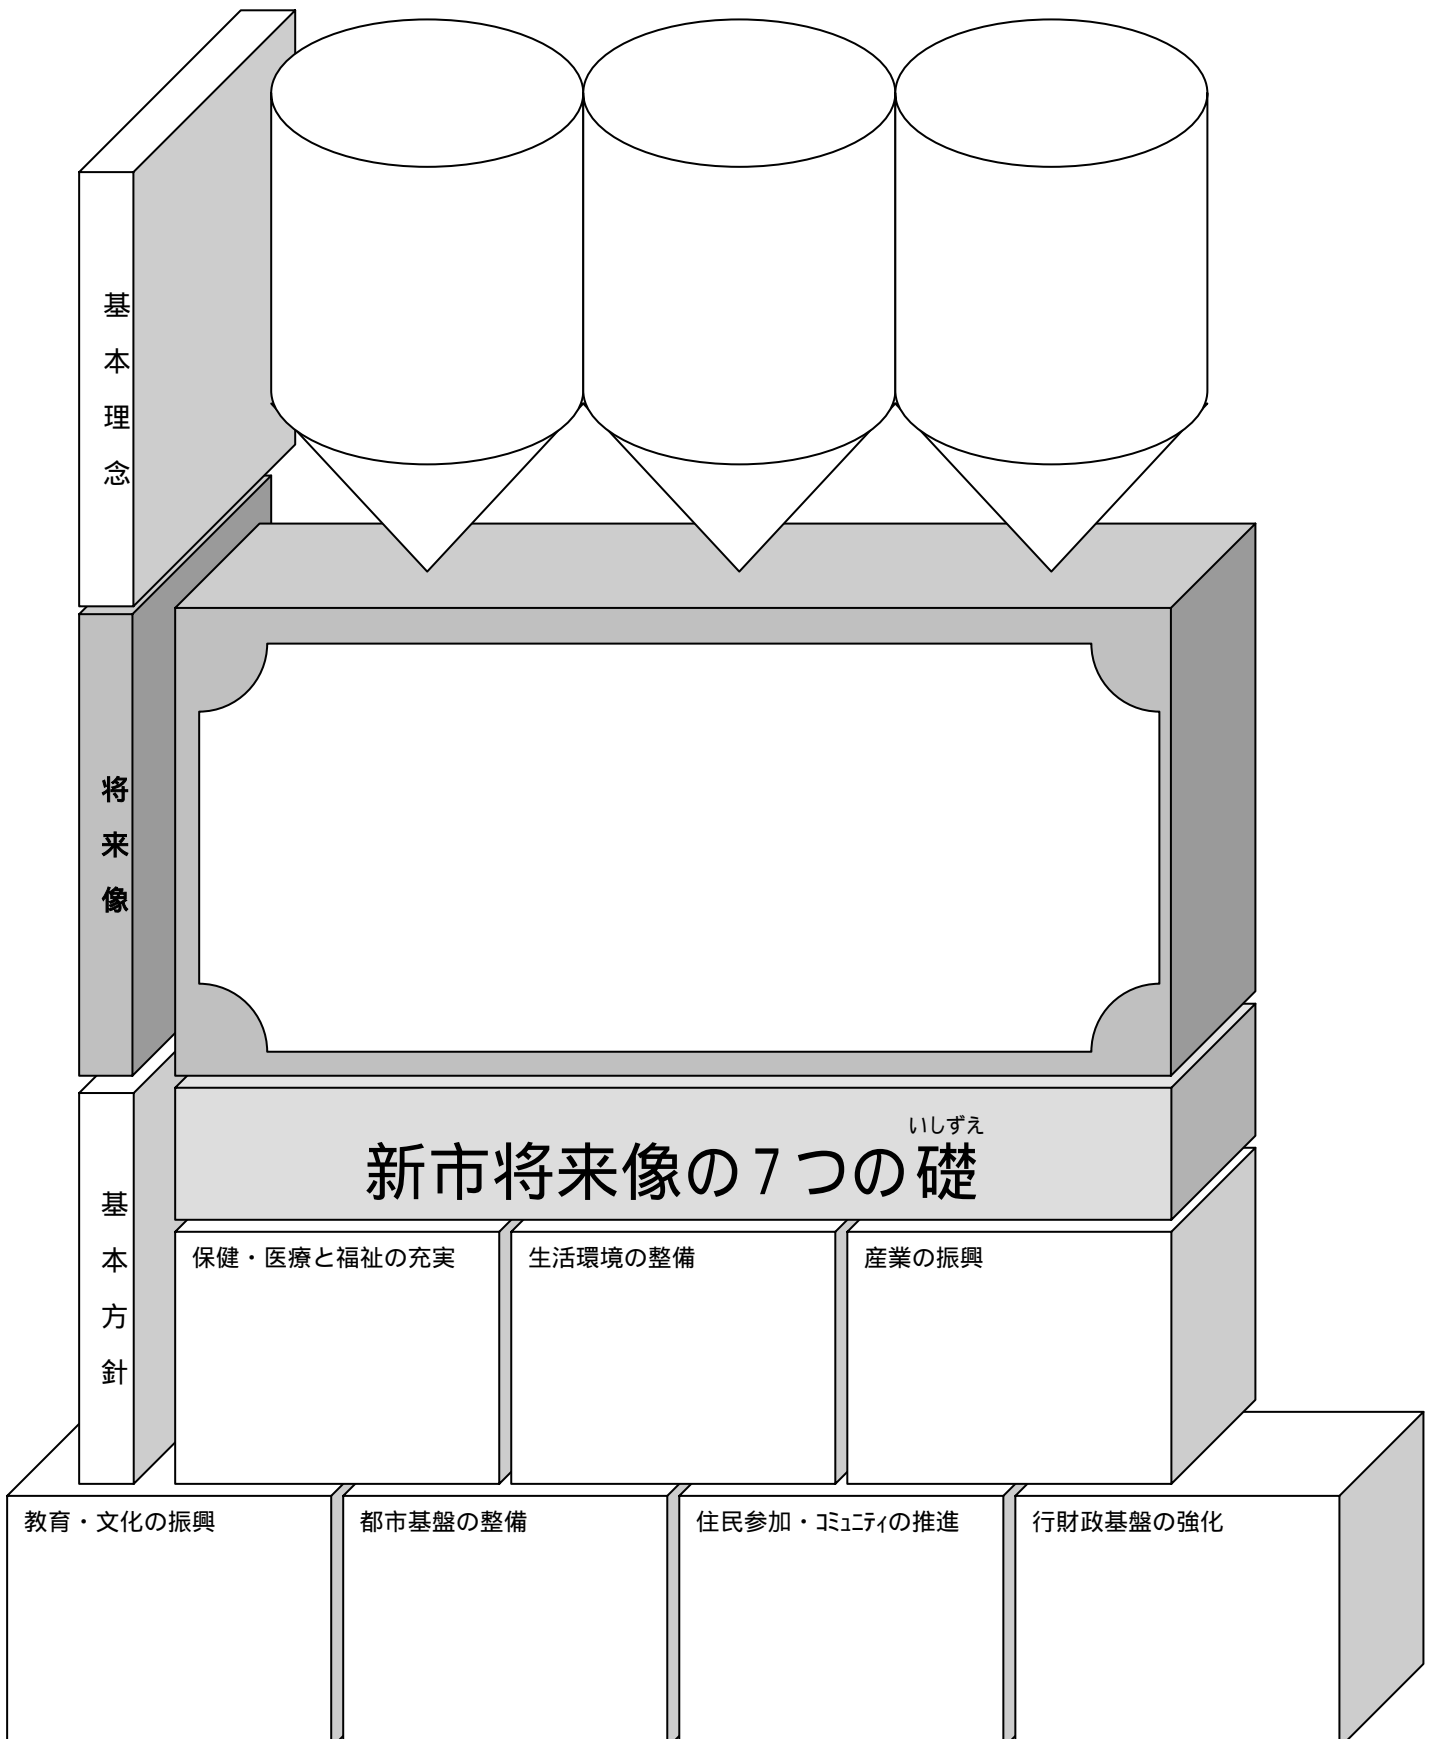 基本理念
将来像
いしずえ
新市将来像の７つの礎
基本方針
保健・医療と福祉の充実
生活環境の整備
産業の振興
教育・文化の振興
都市基盤の整備
住民参加・ｺﾐｭﾆﾃｨの推進
行財政基盤の強化